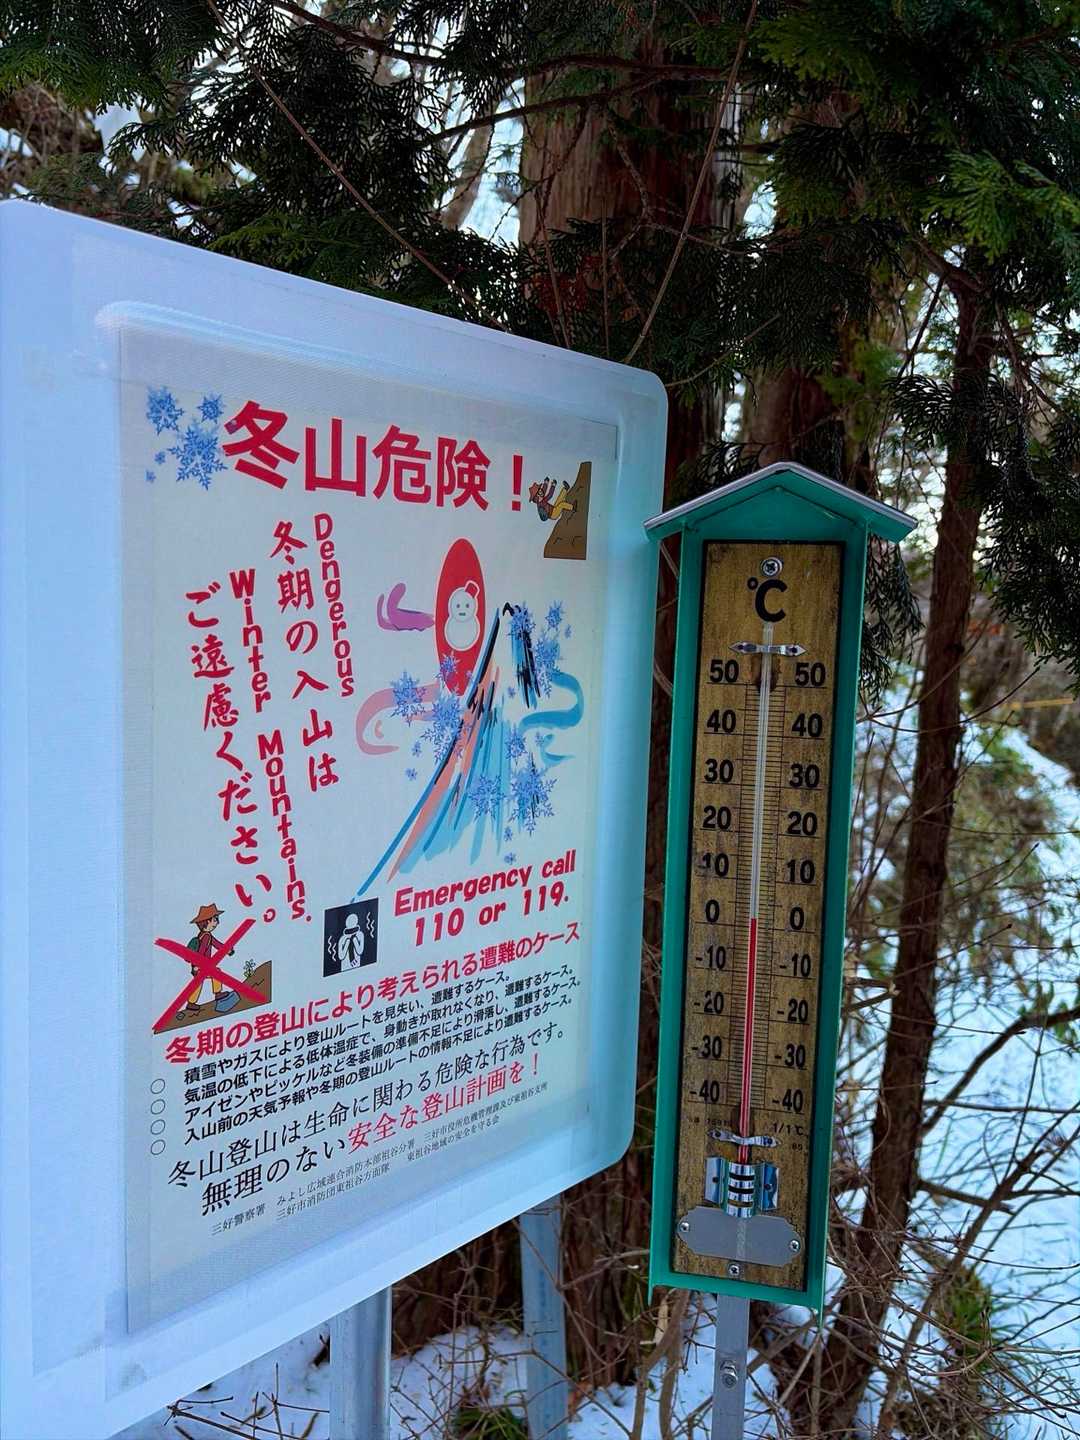 冬山危険！
Dengerous
冬期の入山は
Winter Mountains.
ご遠慮ください。
Emergency call
110 or 119.
冬期の登山により考えられる遭難のケース
○ 積雪やガスにより登山ルートを見失い、遭難するケース。
○ 気温の低下による低体温症で、身動きが取れなくなり、遭難するケース。
○ アイゼンやピッケルなど冬装備の準備不足により滑落し、遭難するケース。
○ 入山前の天気予報や冬期の登山ルートの情報不足により遭難するケース。
冬山登山は生命に関わる危険な行為です。
無理のない安全な登山計画を！
三好警察署 みよし広域連合消防本部祖谷分署 三好市役所危機管理課及び東祖谷支所
三好市消防団東祖谷方面隊 東祖谷地域の安全を守る会
℃
50 50
40 40
30 30
20 20
10 10
0 0
-10 -10
-20 -20
-30 -30
-40 -40
1/1℃